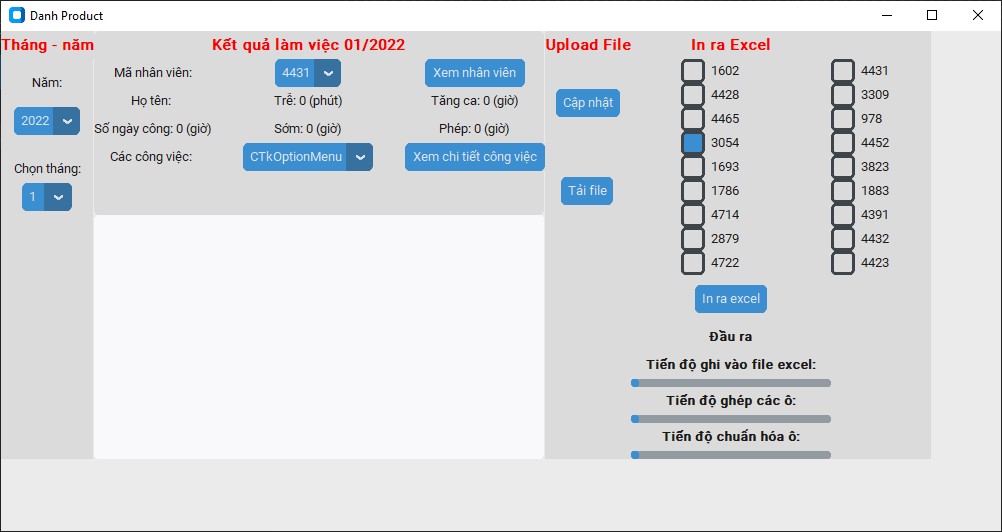 Danh Product
Tháng - năm
Năm:
2022
Chọn tháng:
1
Kết quả làm việc 01/2022
Mã nhân viên:
4431
Xem nhân viên
Họ tên:
Trễ: 0 (phút)
Tăng ca: 0 (giờ)
Số ngày công: 0 (giờ)
Sớm: 0 (giờ)
Phép: 0 (giờ)
Các công việc:
CTkOptionMenu
Xem chi tiết công việc
Upload File
Cập nhật
Tải file
In ra Excel
1602
4431
4428
3309
4465
978
3054
4452
1693
3823
1786
1883
4714
4391
2879
4432
4722
4423
In ra excel
Đầu ra
Tiến độ ghi vào file excel:
Tiến độ ghép các ô:
Tiến độ chuẩn hóa ô: